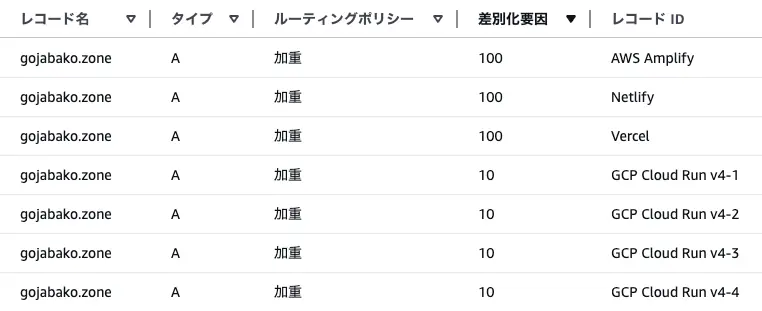 レコード名 タイプ ルーティングポリシー 差別化要因 レコード ID
gojabako.zone A 加重 100 AWS Amplify
gojabako.zone A 加重 100 Netlify
gojabako.zone A 加重 100 Vercel
gojabako.zone A 加重 10 GCP Cloud Run v4-1
gojabako.zone A 加重 10 GCP Cloud Run v4-2
gojabako.zone A 加重 10 GCP Cloud Run v4-3
gojabako.zone A 加重 10 GCP Cloud Run v4-4